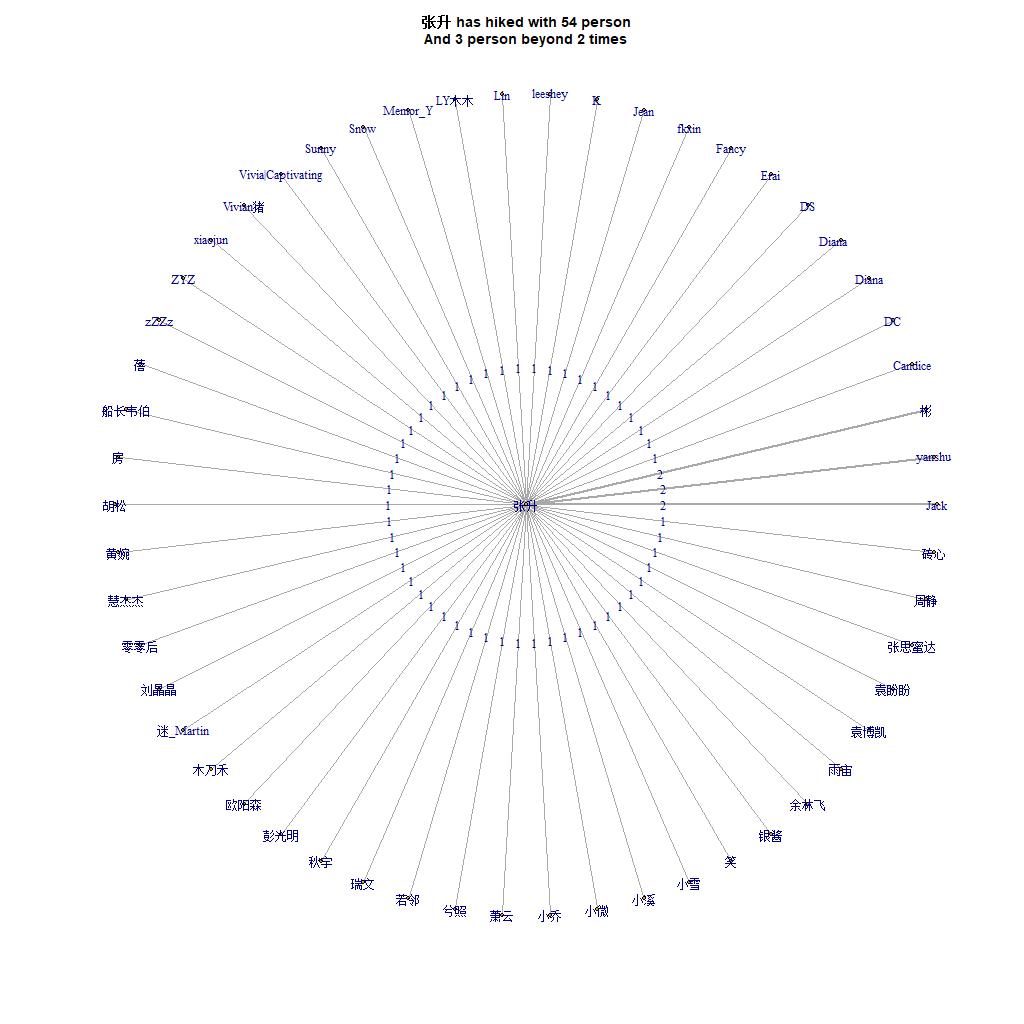 张升 has hiked with 54 person
And 3 person beyond 2 times
Lin
leeshey
K
LY木木
Memor_Y
Jean
Snow
fkxin
Sunny
Fancy
Vivia|Captivating
Erai
Vivian猪
DS
xiaojun
Diana
ZYZ
Diana
zZZz
DC
蓓
Candice
船长韦伯
彬
房
yanshu
胡松
张升
Jack
黄婉
砖心
慧杰杰
周静
零零后
张思蜜达
刘晶晶
袁盼盼
迷_Martin
袁博凯
木乃禾
雨宙
欧阳森
余林飞
彭光明
银酱
秋宇
笑
瑞文
小雪
若邻
小溪
兮照
小微
萧云
小乔
1 1 1 1 1 1 1 1 1 1 1 1 1 1 1 1 1 1 1 1 1 1 1 1 1 1 1 1 1 1 1 1 1 1 1 1 1 1 1 1 1 1 1 1 1 1 1 1 1 1 1
2
2
2